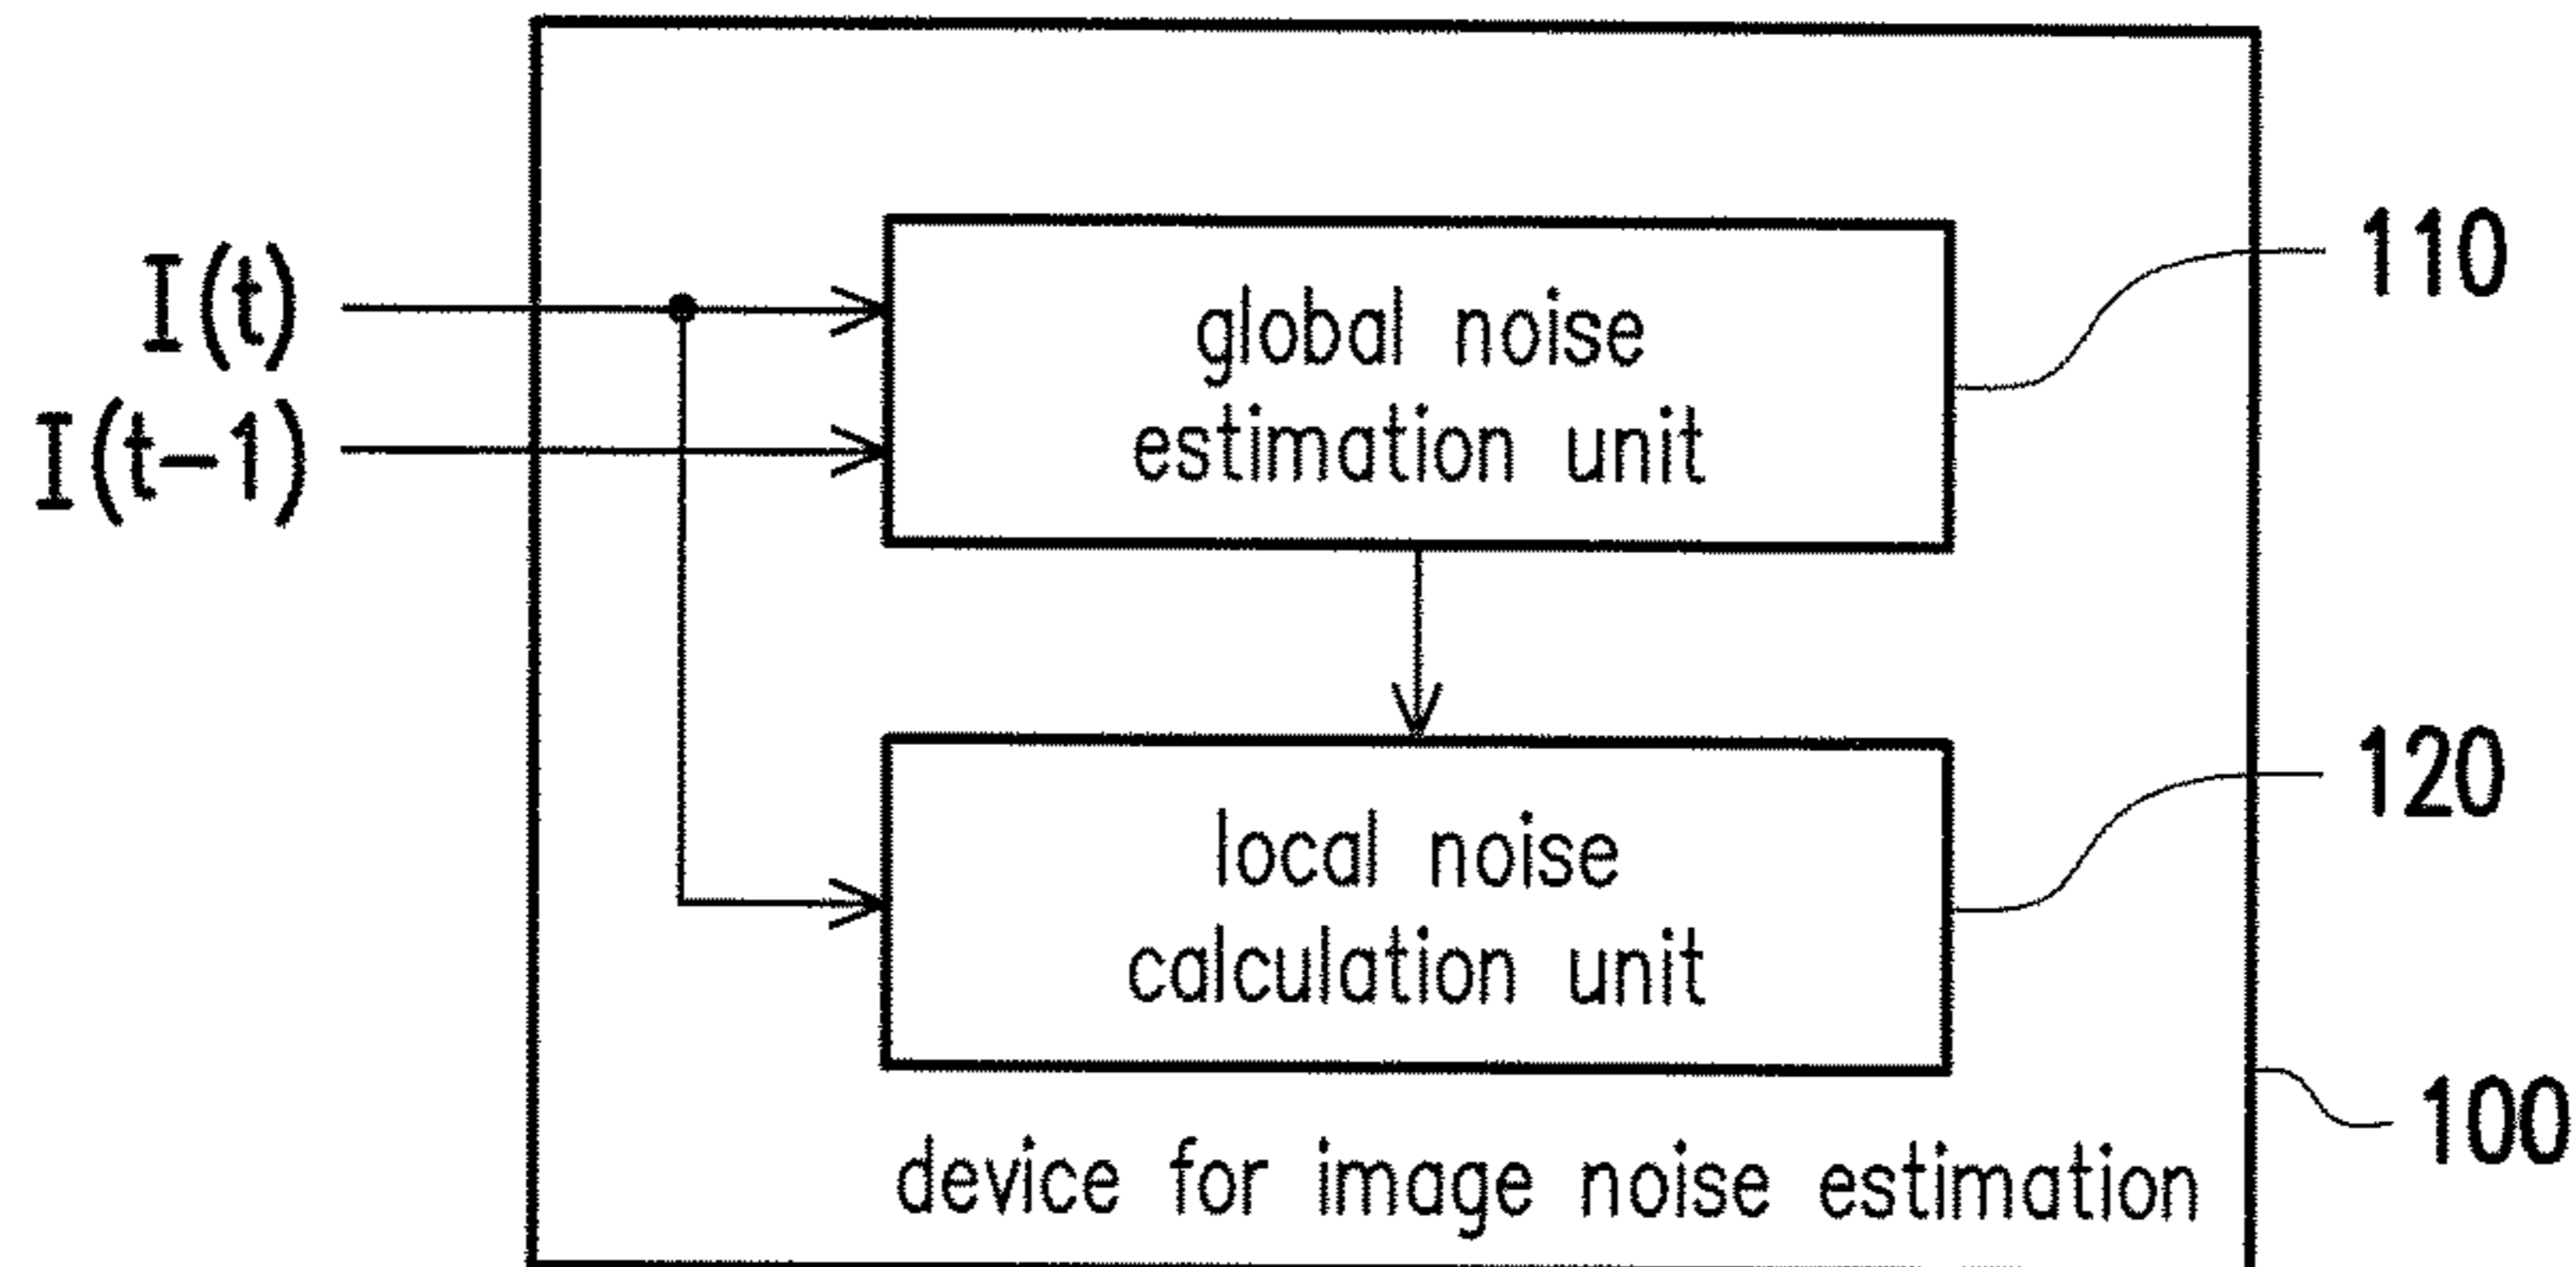 I(t)
I(t-1)
global noise
estimation unit
110
local noise
calculation unit
120
100
device for image noise estimation